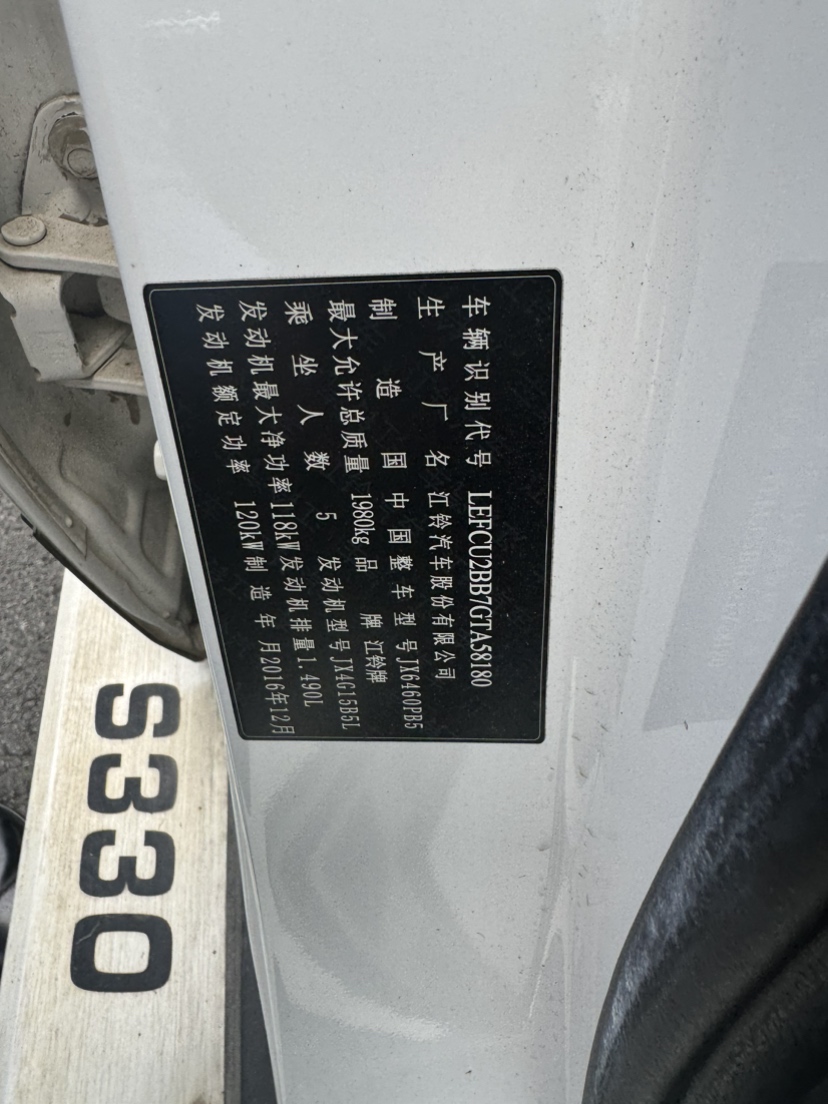 车辆识别代号 LEFCU2BB7GTA58180
生产厂名 江铃汽车股份有限公司
制造国 中国 整车型号 JX6460PB5
最大允许总质量 1980kg 品牌 江铃牌
乘坐人数 5 发动机型号 JX4G15B5L
发动机最大净功率 118kW 发动机排量 1.490L
发动机额定功率 120kW 制造年月 2016年12月
S330